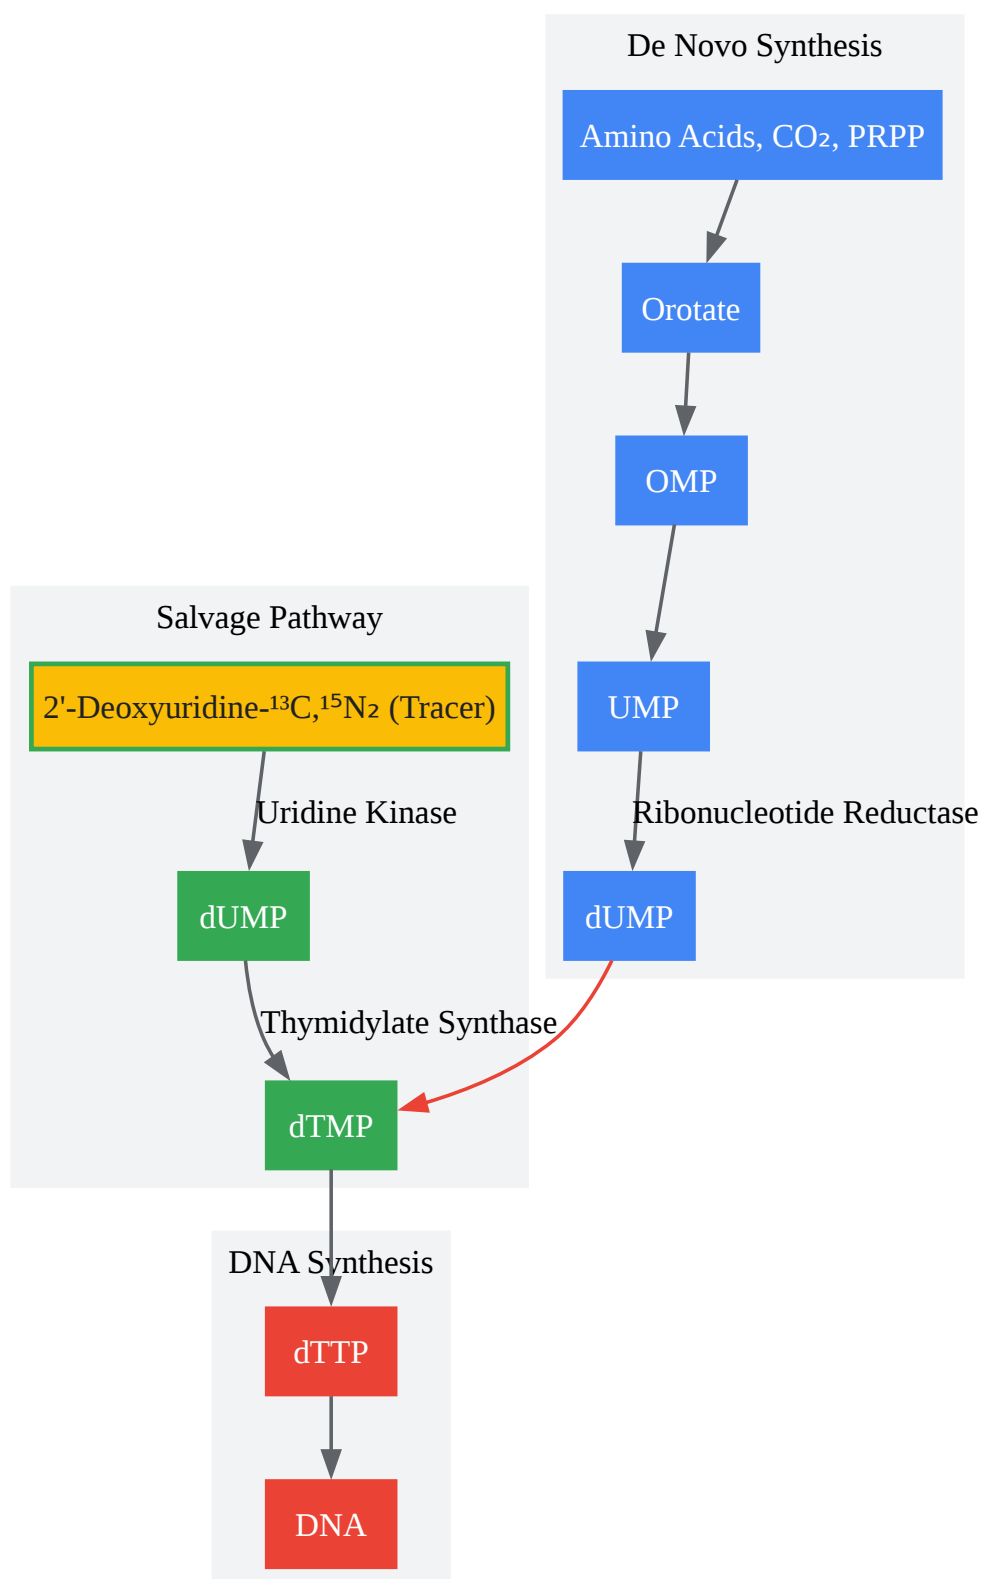 De Novo Synthesis
Amino Acids, CO₂, PRPP
Orotate
OMP
Salvage Pathway
2'-Deoxyuridine-¹³C,¹⁵N₂ (Tracer)
UMP
Uridine Kinase
Ribonucleotide Reductase
dUMP
dUMP
Thymidylate Synthase
dTMP
DNA Synthesis
dTTP
DNA